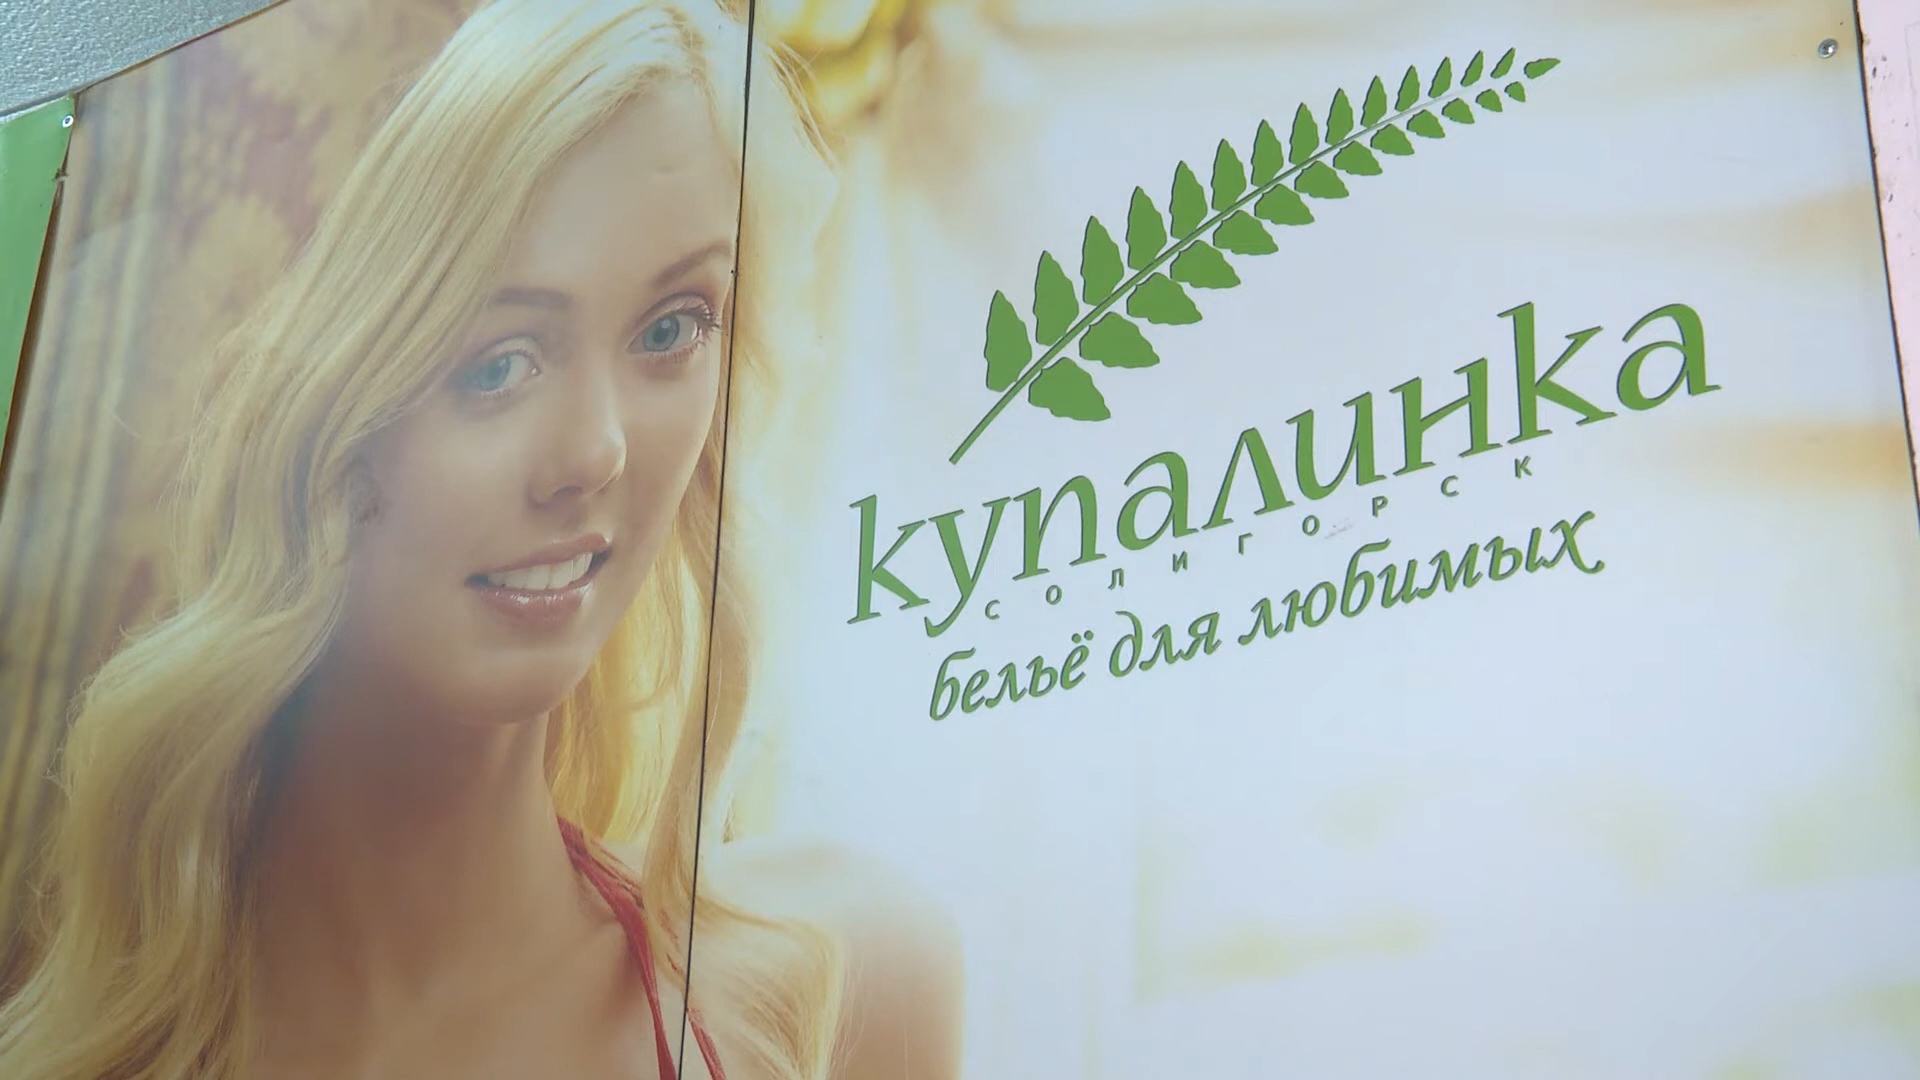 купалинка
СОЛИГОРСК
бельё для любимых